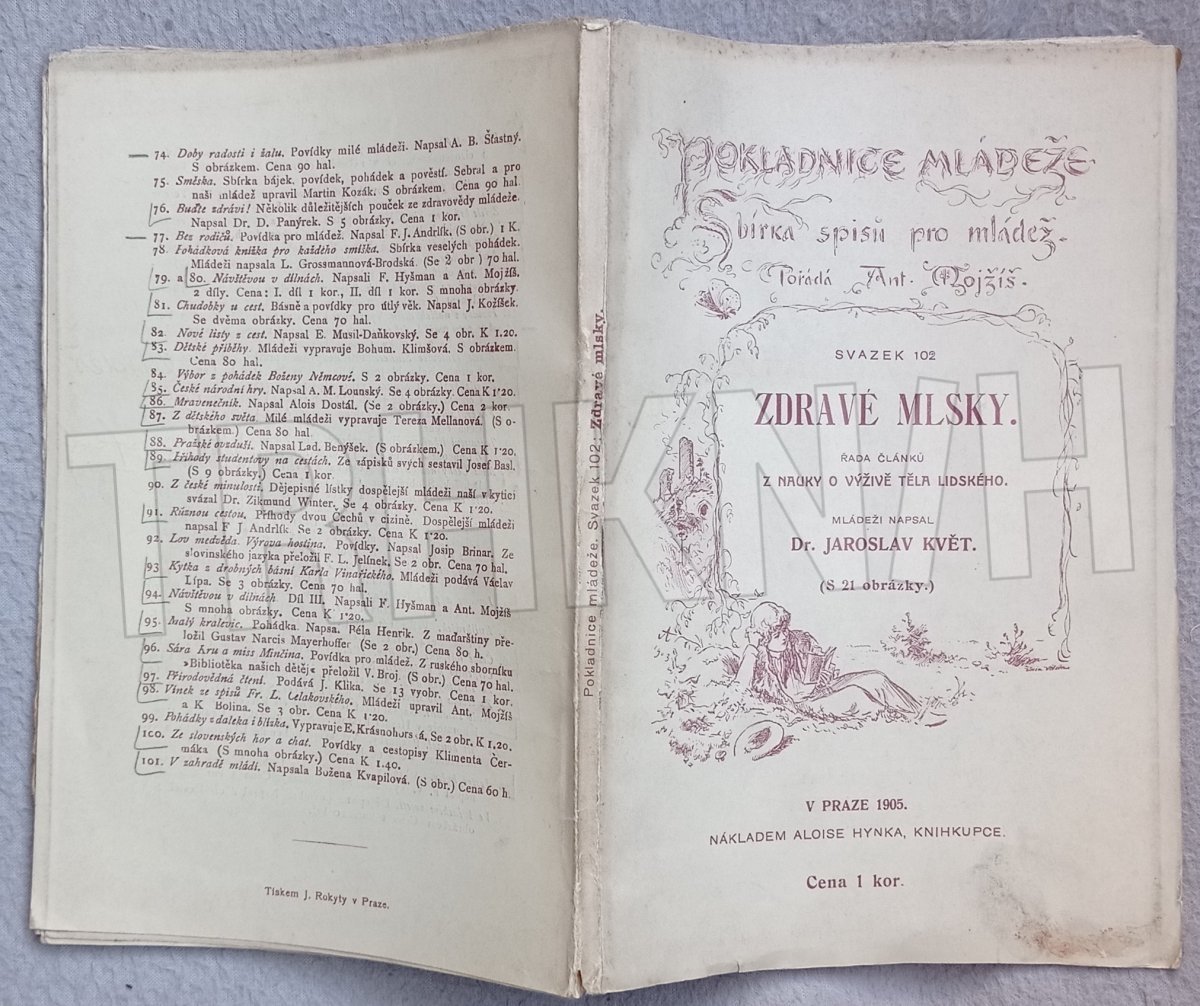 74. Doby radosti i žalu. Povídky milé mládeži. Napsal A. B. Šťastný.
S obrázkem. Cena 90 hal.
75. Směska. Sbírka bájek, povídek, pohádek a pověstí. Sebral a pro
naši mládež upravil Martin Kozák. S obrázkem. Cena 90 hal.
76. Buďte zdrávi! Několik důležitějších pouček ze zdravovědy mládeže.
Napsal Dr. D. Panýrek. S 5 obrázky. Cena 1 kor.
77. Bez rodičů. Povídka pro mládež. Napsal F. J. Andrlík. (S obr.) 1 K.
78. Pohádková knížka pro každého smíška. Sbírka veselých pohádek.
Mládeži napsala L. Grossmannová-Brodská. (Se 2 obr) 70 hal.
79. a 80. Návštěvou v dílnách. Napsali F. Hyšman a Ant. Mojžíš.
2 díly. Cena: I. díl 1 kor., II. díl 1 kor. S mnoha obrázky.
81. Chudobky u cest. Básně a povídky pro útlý věk. Napsal J. Kožíšek.
Se dvěma obrázky. Cena 70 hal.
82. Nové listy z cest. Napsal E. Musil-Daňkovský. Se 4 obr. K 1.20.
83. Dětské příběhy. Mládeži vypravuje Bohum. Klimšová. S obrázkem.
Cena 80 hal.
84. Výbor z pohádek Boženy Němcové. S 2 obrázky. Cena 1 kor.
85. České národní hry. Napsal A. M. Lounský. Se 4 obrázky. Cena K 1·20.
86. Mravenečník. Napsal Alois Dostál. (Se 2 obrázky.) Cena 2 kor.
87. Z dětského světa. Milé mládeži vypravuje Tereza Mellanová. (S o-
brázkem.) Cena 80 hal.
88. Pražské ovzduší. Napsal Lad. Benýšek. (S obrázkem.) Cena K 1·20.
89. Příhody studentovy na cestách. Ze zápisků svých sestavil Josef Basl.
(S 9 obrázky.) Cena 1 kor.
90. Z české minulosti. Dějepisné lístky dospělejší mládeži naší v kytici
svázal Dr. Zikmund Winter. Se 4 obrázky. Cena K 1·20.
91. Různou cestou. Příhody dvou Čechů v cizině. Dospělejší mládeži
napsal F J Andrlík. Se 2 obrázky. Cena K 1·20.
92. Lov medvěda. Výrova hostina. Povídky. Napsal Josip Brinar. Ze
slovinského jazyka přeložil F. L. Jelínek. Se 2 obr. Cena 70 hal.
93 Kytka z drobných básní Karla Vinařického. Mládeži podává Václav
Lípa. Se 3 obrázky. Cena 70 hal.
94. Návštěvou v dílnách Díl III. Napsali F. Hyšman a Ant. Mojžíš
S mnoha obrázky. Cena K 1·20.
95. Malý kralevic. Pohádka. Napsa. Béla Henrik. Z maďarštiny pře-
ložil Gustav Narcis Mayerhoffer (Se 2 obr.) Cena 80 h.
96. Sára Kru a miss Minčina. Povídka pro mládež. Z ruského sborníku
»Bibliotéka našich dětěj« přeložil V. Broj. (S obr.) Cena 70 hal.
97. Přírodovědná čtení. Podává J. Klika. Se 13 vyobr. Cena 1 kor.
98. Vínek ze spisů Fr. L. Čelakovského. Mládeži upravil Ant. Mojžíš
a K Bolina. Se 3 obr. Cena K 1·20.
99. Pohádky z daleka i blízka. Vypravuje E. Krásnohorská. Se 2 obr. K 1.20.
100. Ze slovenských hor a chat. Povídky a cestopisy Klimenta Čer-
máka (S mnoha obrázky.) Cena K 1.40.
101. V zahradě mládí. Napsala Božena Kvapilová. (S obr.) Cena 60 h.
Tiskem J. Rokyty v Praze.
Pokladnice mládeže. Svazek 102: Zdravé mlsky.
POKLADNICE MLÁDEŽE
Sbírka spisů pro mládež.
Pořádá Ant. Mojžíš.
SVAZEK 102
ZDRAVÉ MLSKY.
ŘADA ČLÁNKŮ
Z NAUKY O VÝŽIVĚ TĚLA LIDSKÉHO.
MLÁDEŽI NAPSAL
Dr. JAROSLAV KVĚT.
(S 21 obrázky.)
V PRAZE 1905.
NÁKLADEM ALOISE HYNKA, KNIHKUPCE.
Cena 1 kor.
TRHKNIH